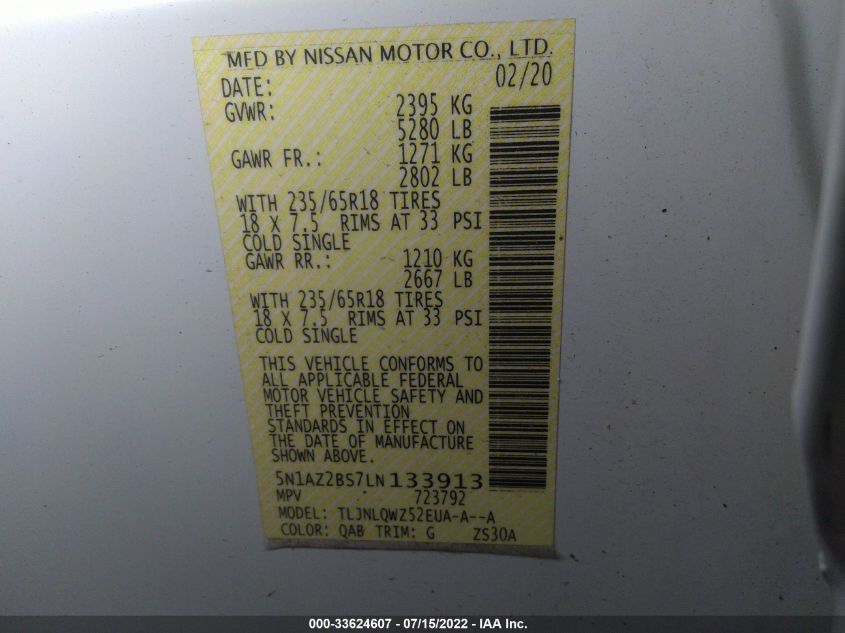 MFD BY NISSAN MOTOR CO., LTD.
DATE: 02/20
GVWR: 2395 KG
5280 LB
GAWR FR.: 1271 KG
2802 LB
WITH 235/65R18 TIRES
18 X 7.5 RIMS AT 33 PSI
COLD SINGLE
GAWR RR.: 1210 KG
2667 LB
WITH 235/65R18 TIRES
18 X 7.5 RIMS AT 33 PSI
COLD SINGLE
THIS VEHICLE CONFORMS TO
ALL APPLICABLE FEDERAL
MOTOR VEHICLE SAFETY AND
THEFT PREVENTION
STANDARDS IN EFFECT ON
THE DATE OF MANUFACTURE
SHOWN ABOVE.
5N1AZ2BS7LN133913
MPV 723792
MODEL: TLJNLQWZ52EUA-A--A
COLOR: QAB TRIM: G ZS30A
000-33624607 - 07/15/2022 - IAA Inc.